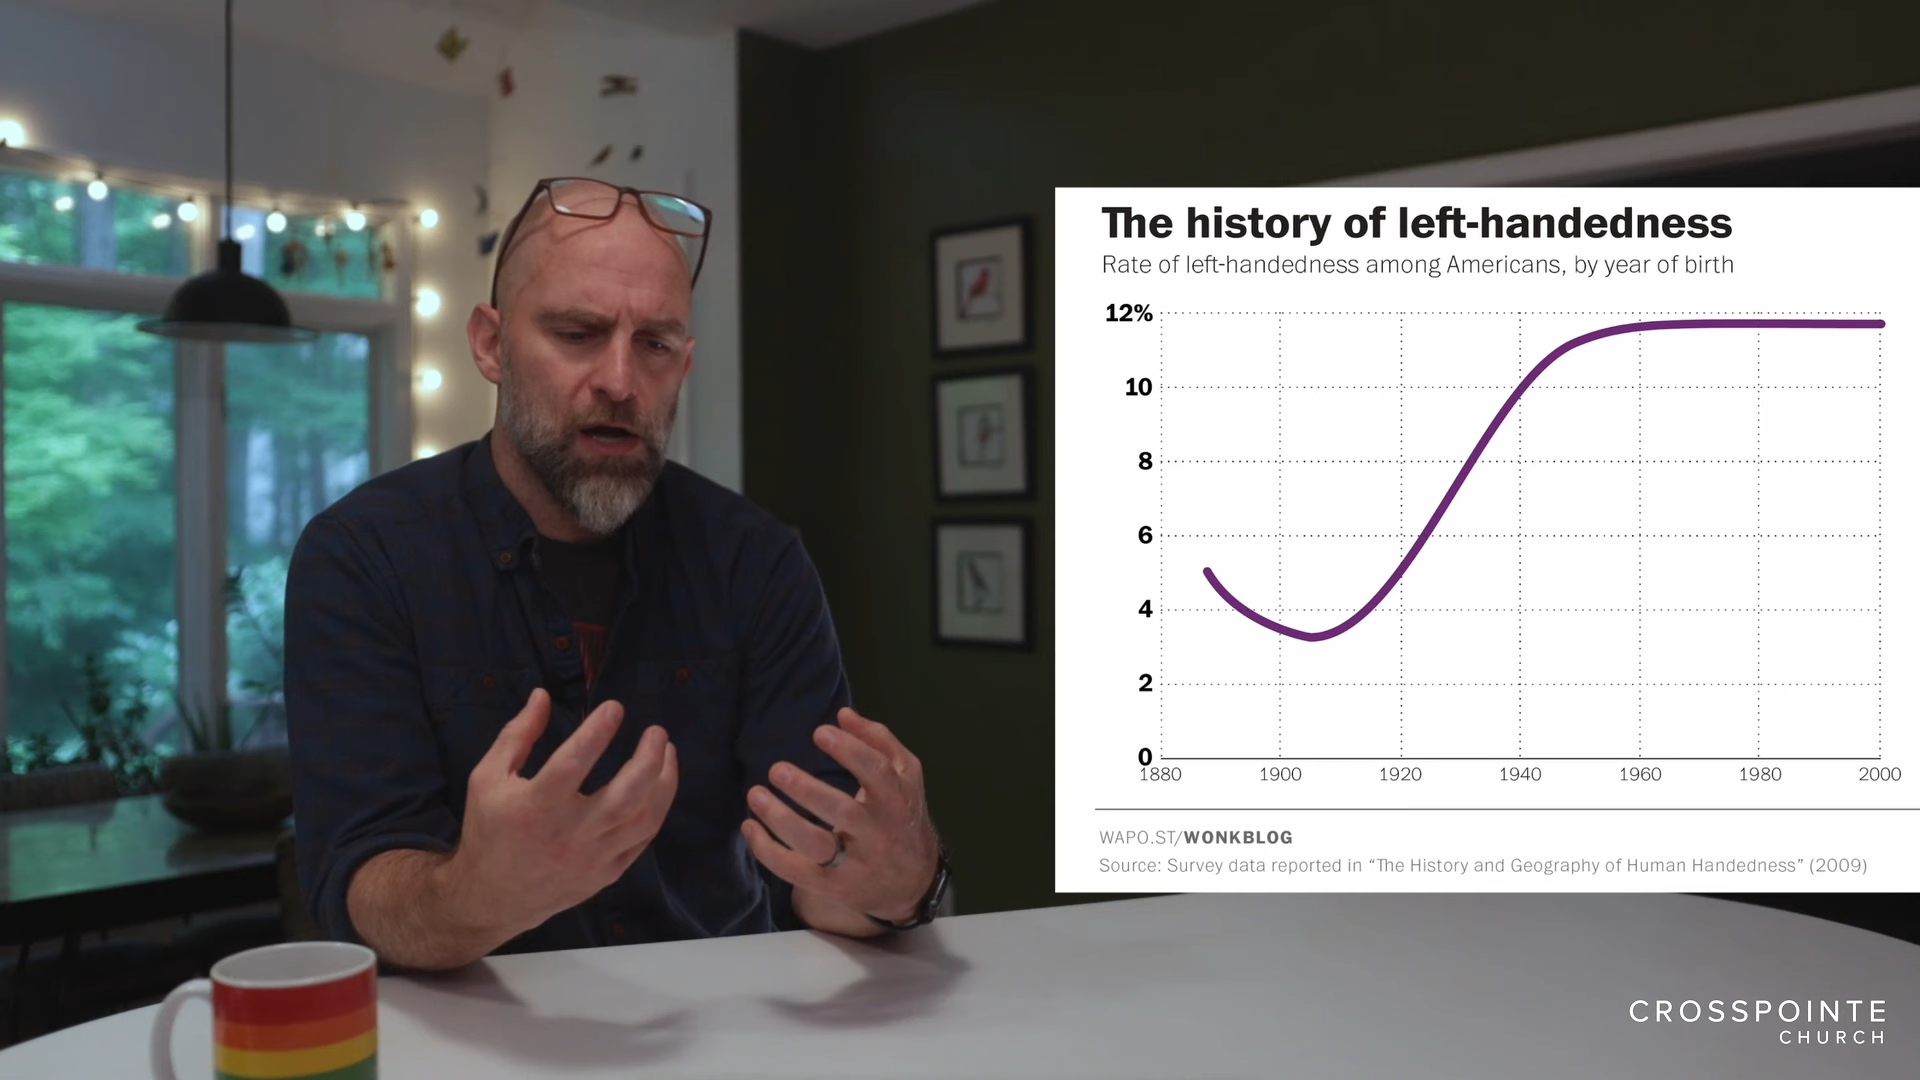 The history of left-handedness
Rate of left-handedness among Americans, by year of birth
12%
10
8
6
4
2
0
1880 1900 1920 1940 1960 1980 2000
WAPO.ST/WONKBLOG
Source: Survey data reported in “The History and Geography of Human Handedness” (2009)
CROSSPOINTE
CHURCH